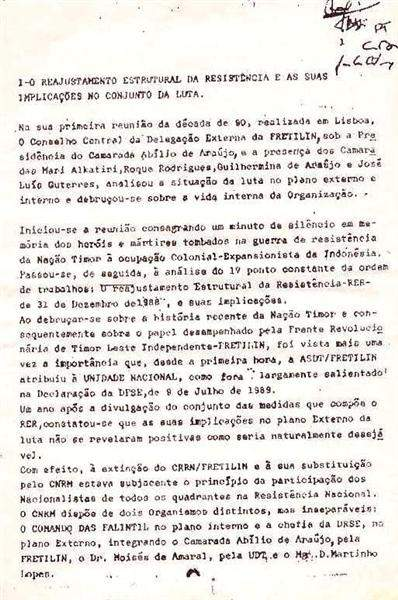 I-O REAJUSTAMENTO ESTRUTURAL DA RESISTÊNCIA E AS SUAS
IMPLICAÇÕES NO CONJUNTO DA LUTA.
Na sua primeira reunião da década de 90, realizada em Lisboa,
O Conselho Central da Delegação Externa da FRETILIN, sob a Pre
sidência do Camarada Abílio de Araújo, e a presença dos Camara
das Mari Alkatiri, Roque Rodrigues, Guilhermina de Araújo e José
Luís Guterres, analisou a situação da luta no plano externo e
interno e debruçou-se sobre a vida interna da Organização.
Iniciou-se a reunião consagrando um minuto de silêncio em me-
mória dos heróis e mártires tombados na guerra de resistência
da Nação Timor à ocupação Colonial-Expansionista da Indonésia.
Passou-se, de seguida, à análise do 1º ponto constante da ordem
de trabalhos: O reajustamento Estrutural da Resistência-RER-
de 31 de Dezembro de 1988, e suas implicações.
Ao debruçar-se sobre a história recente da Nação Timor e con-
sequentemente sobre o papel desempenhado pela Frente Revolucio
nária de Timor Leste Independente-FRETILIN, foi vista mais uma
vez a importância que, desde a primeira hora, a ASDT/FRETILIN
atribuiu à UNIDADE NACIONAL, como fora largamente salientado
na Declaração da DFSE, de 9 de Julho de 1989.
Um ano após a divulgação do conjunto das medidas que compõe o
RER, constatou-se que as suas implicações no plano Externo da
luta não se revelaram positivas como seria naturalmente desejá
vel.
Com efeito, à extinção do CRRN/FRETILIN e à sua substituição
pelo CNRM estava subjacente o princípio da participação dos
Nacionalistas de todos os quadrantes na Resistência Nacional.
O CNRM dispõe de dois Organismos distintos, mas inseparáveis:
O COMANDO DAS FALINTIL no plano interno e a chefia da DRSE, no
plano Externo, integrando o Camarada Abílio de Araújo, pela
FRETILIN, o Dr. Moisés de Amaral, pela UDT, e o D. Martinho
Lopes.